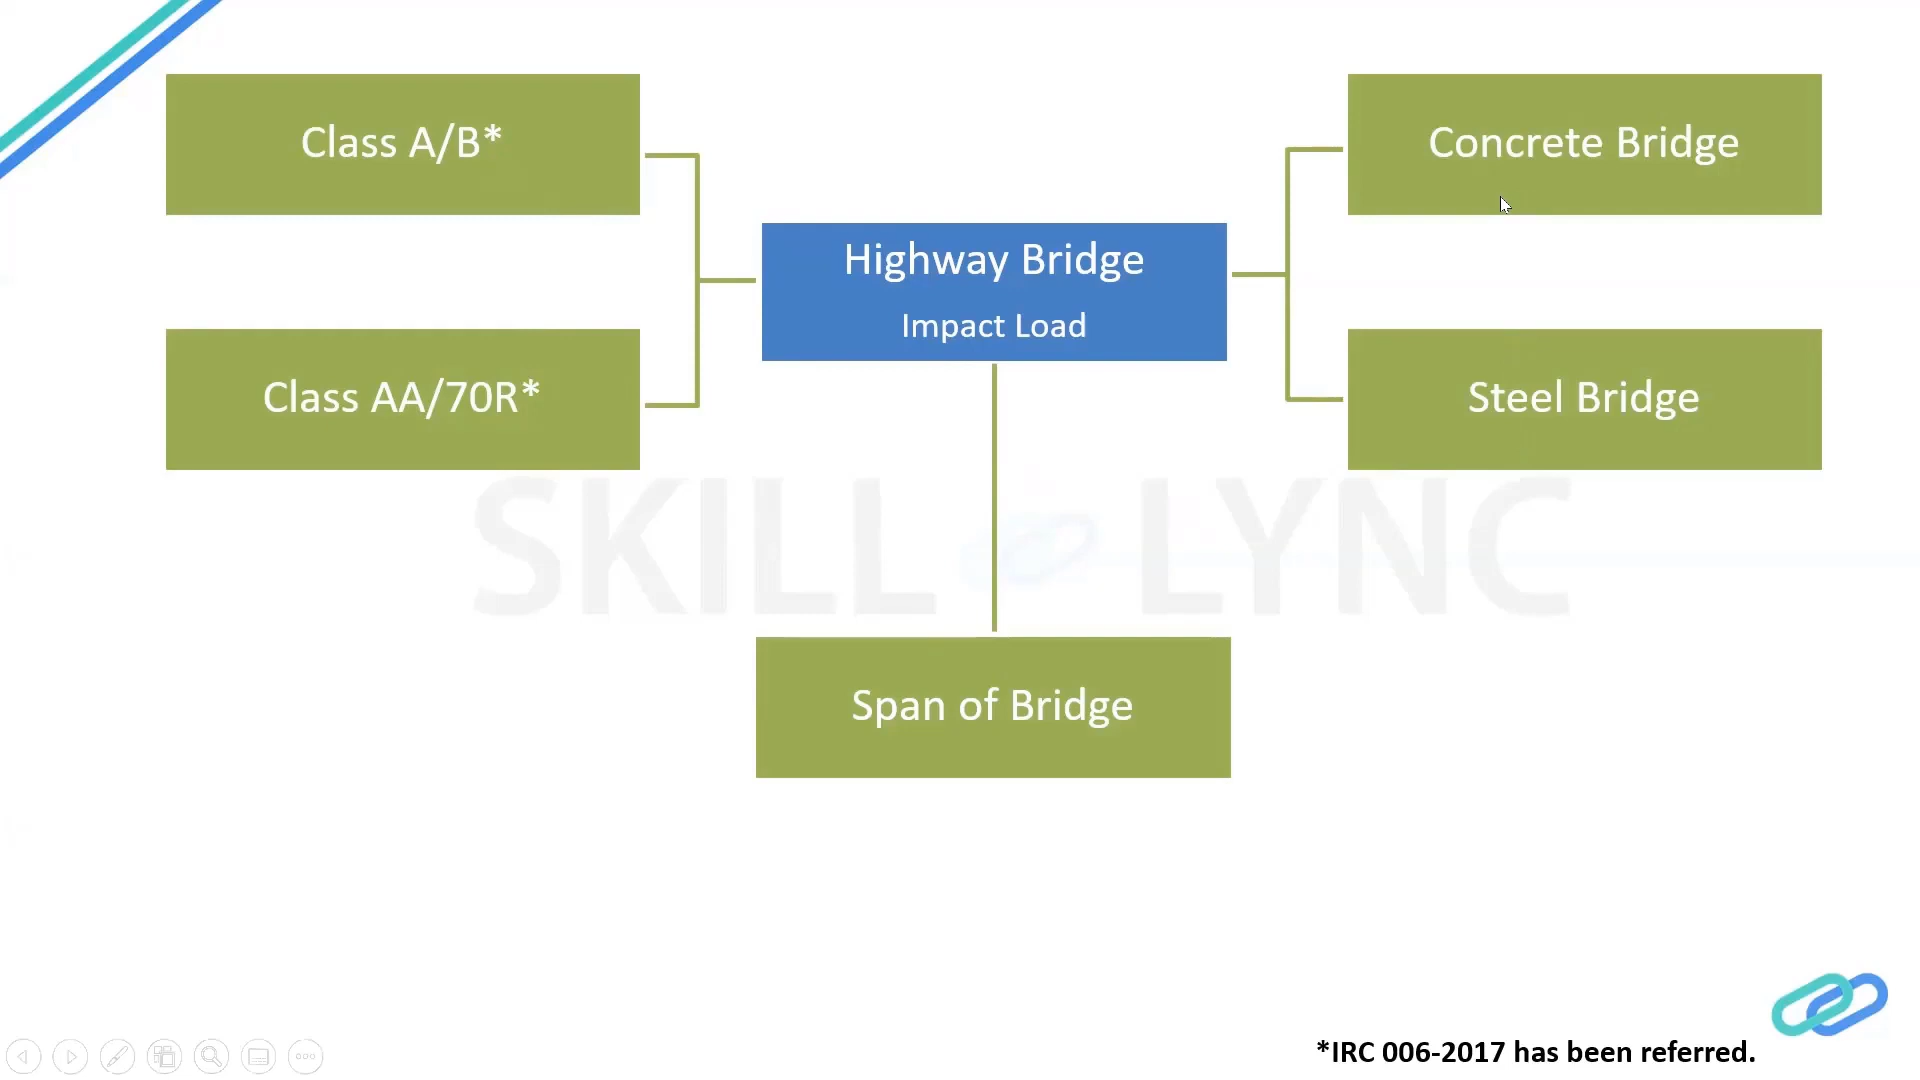 Class A/B*
Concrete Bridge
Highway Bridge
Impact Load
Class AA/70R*
Steel Bridge
SKILL LYNC
Span of Bridge
*IRC 006-2017 has been referred.